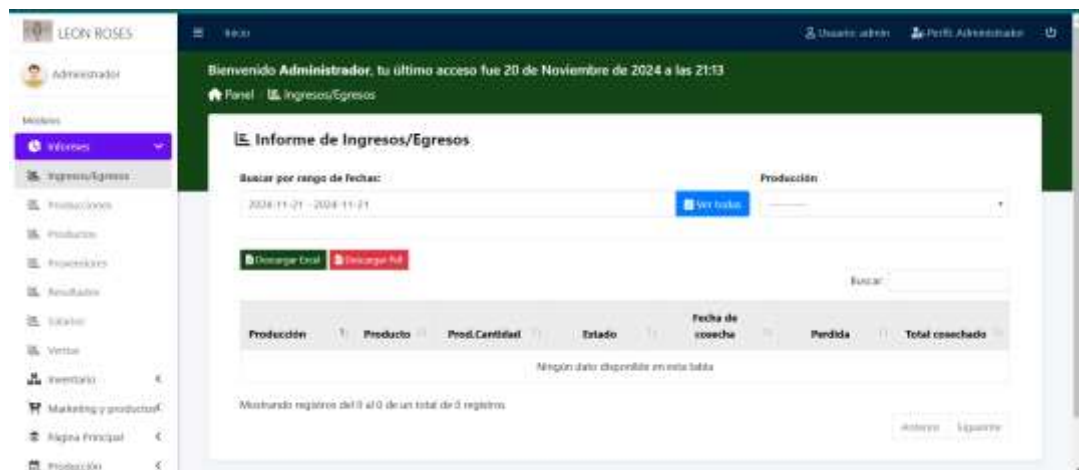 LEON ROSES
Inicio
Usuario: admin
Perfil: Administrador
Administrador
Bienvenido Administrador, tu último acceso fue 20 de Noviembre de 2024 a las 21:13
Panel
Ingresos/Egresos
Módulos
Informes
Ingresos/Egresos
Producciones
Productos
Proveedores
Resultados
Salarios
Ventas
Inventario
Marketing y productos
Página Principal
Producción
Informe de Ingresos/Egresos
Buscar por rango de fechas:
Producción
2024-11-21 - 2024-11-21
Ver todos
---------
Descargar Excel
Descargar Pdf
Buscar:
Producción Producto Prod.Cantidad Estado Fecha de cosecha Perdida Total cosechado
Ningún dato disponible en esta tabla
Mostrando registros del 0 al 0 de un total de 0 registros
Anterior Siguiente